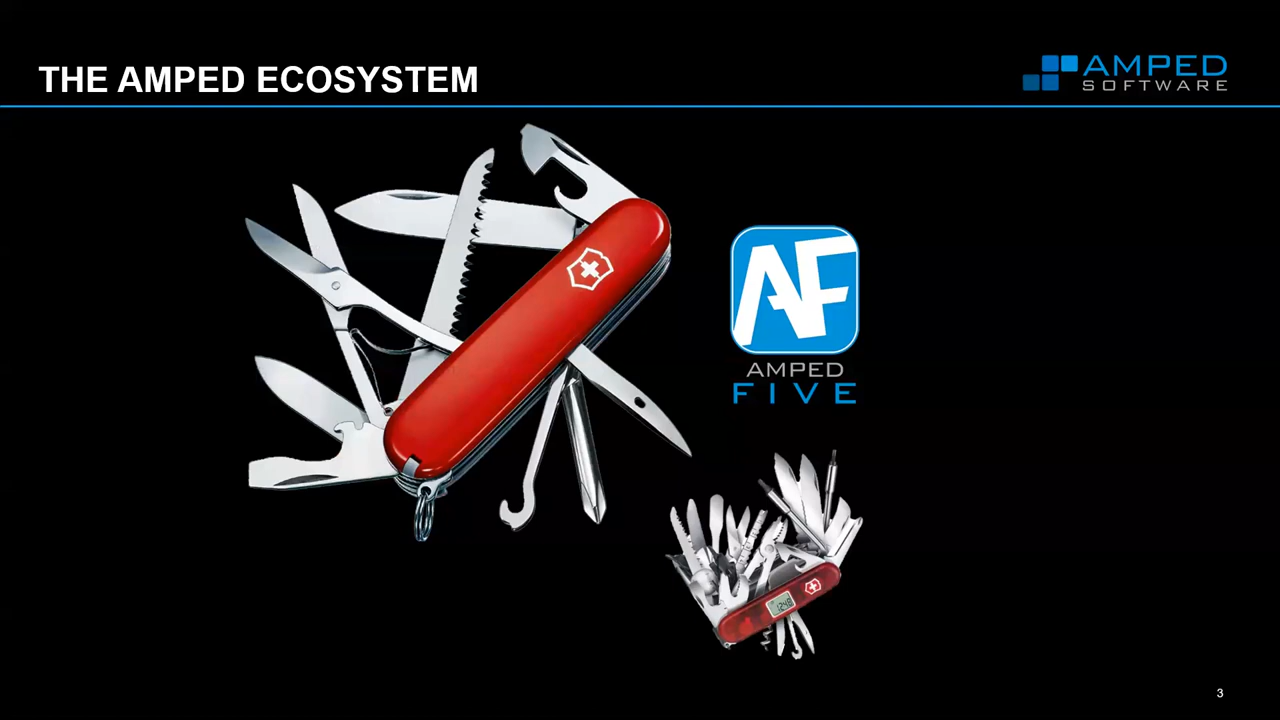 THE AMPED ECOSYSTEM
AMPED
SOFTWARE
AF
AMPED
FIVE
3